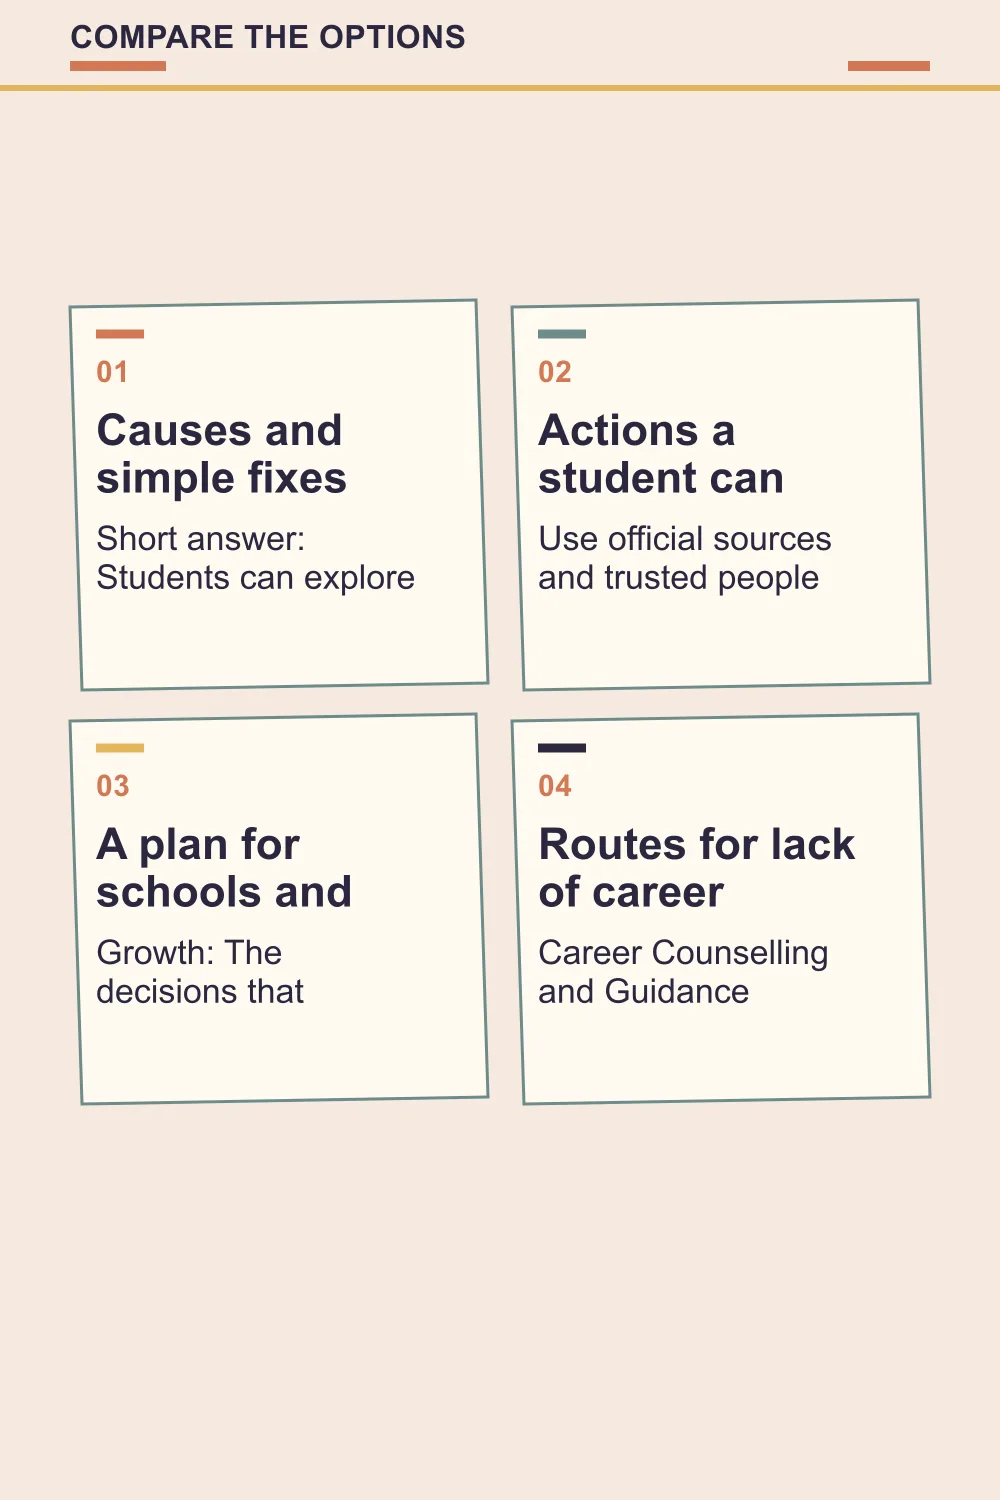 COMPARE THE OPTIONS
01
Causes and
simple fixes
Short answer:
Students can explore
02
Actions a
student can
Use official sources
and trusted people
03
A plan for
schools and
Growth: The
decisions that
04
Routes for lack
of career
Career Counselling
and Guidance